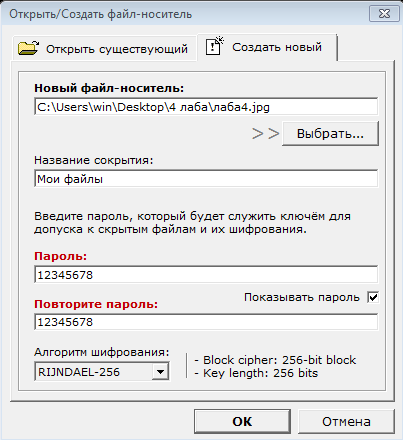 Открыть/Создать файл-носитель
Открыть существующий
Создать новый
Новый файл-носитель:
C:\Users\win\Desktop\4 лаба\лаба4.jpg
>> Выбрать...
Название сокрытия:
Мои файлы
Введите пароль, который будет служить ключём для
допуска к скрытым файлам и их шифрования.
Пароль:
12345678
Показывать пароль
Повторите пароль:
12345678
Алгоритм шифрования:
RIJNDAEL-256
- Block cipher: 256-bit block
- Key length: 256 bits
OK
Отмена